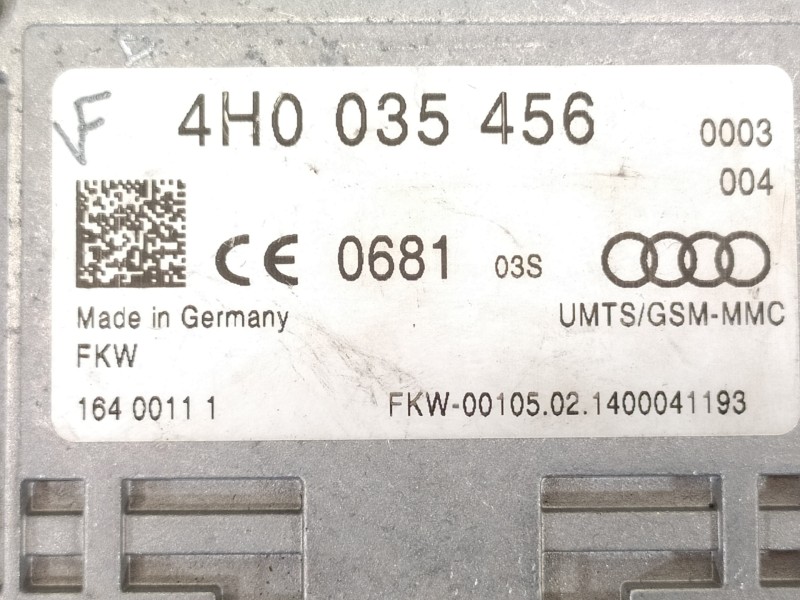 F 4H0 035 456 0003
004
CE 0681 03S
Made in Germany UMTS/GSM-MMC
FKW
164 0011 1 FKW-00105.02.1400041193